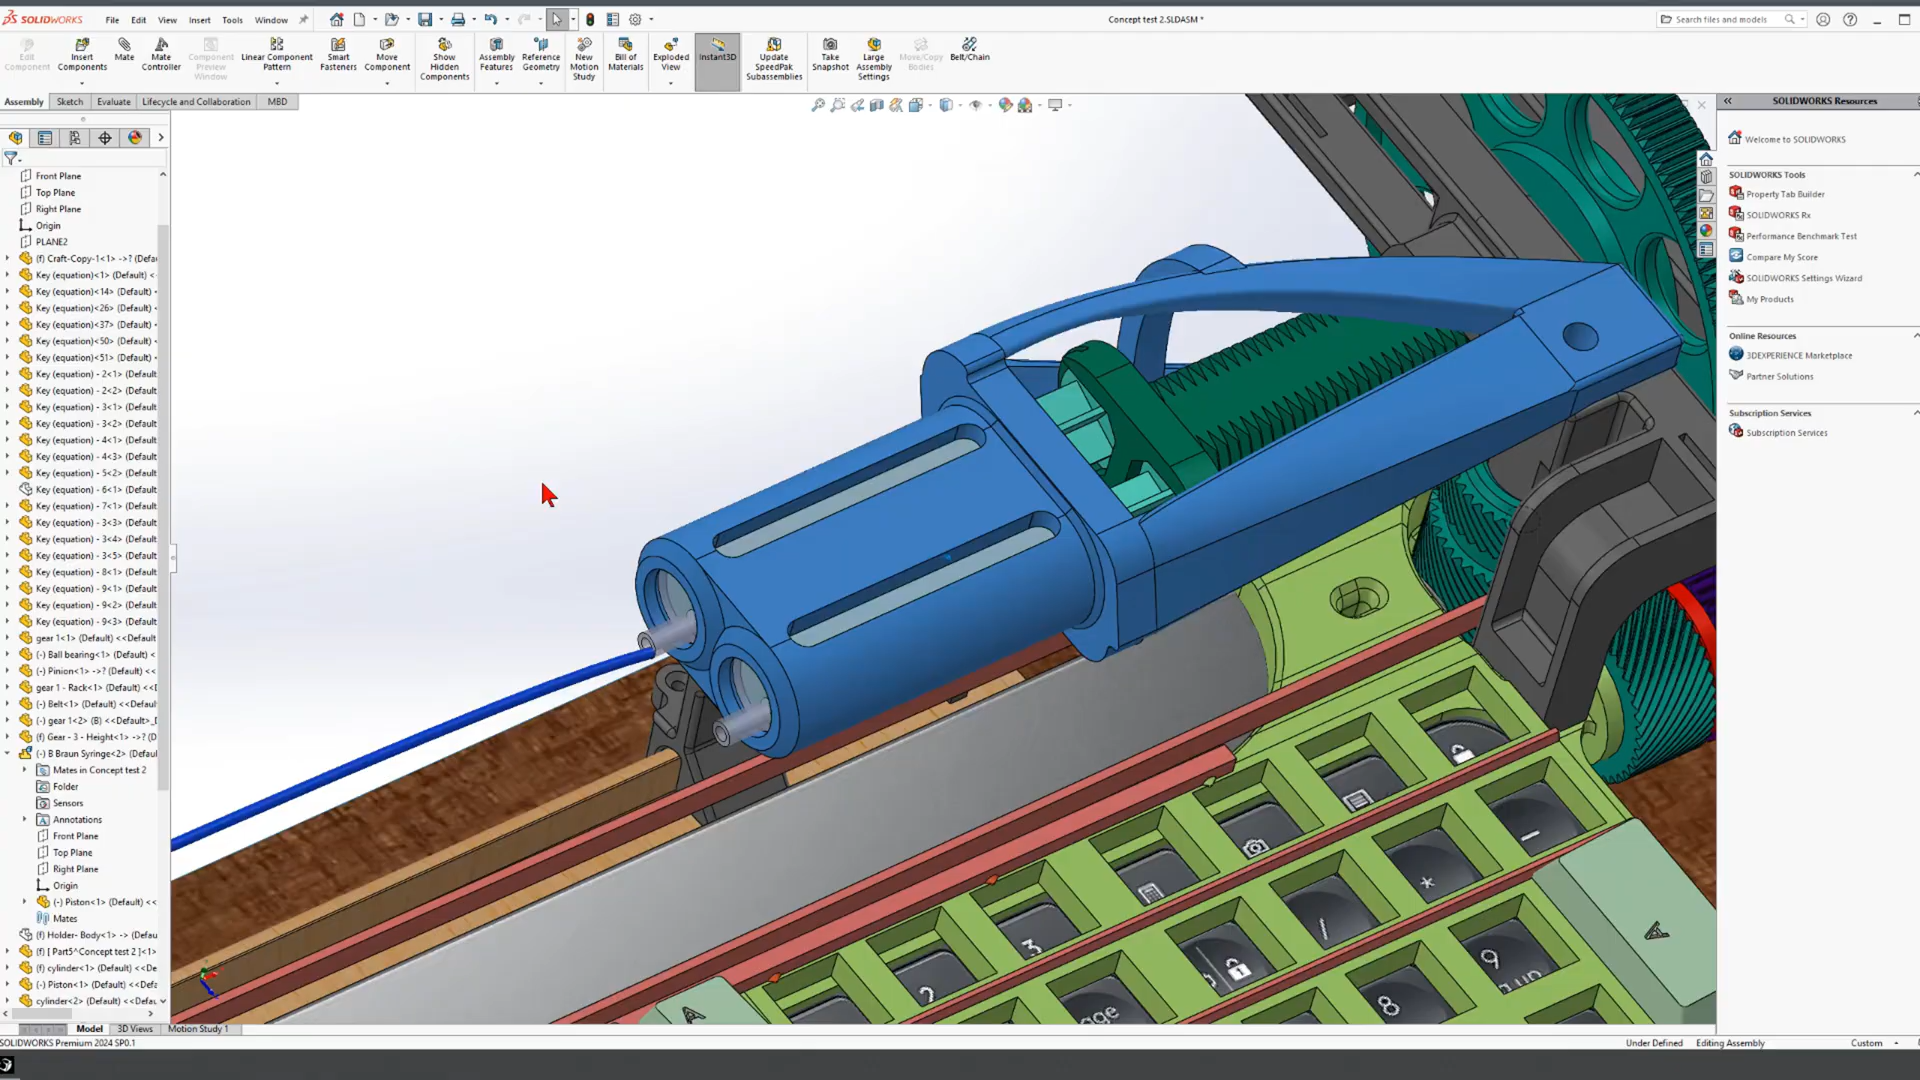 SOLIDWORKS
File Edit View Insert Tools Window
Concept test 2.SLDASM *
Search files and models
Edit Component
Insert Components
Mate
Mate Controller
Component Preview Window
Linear Component Pattern
Smart Fasteners
Move Component
Show Hidden Components
Assembly Features
Reference Geometry
New Motion Study
Bill of Materials
Exploded View
Instant3D
Update SpeedPak Subassemblies
Take Snapshot
Large Assembly Settings
Move/Copy Bodies
Belt/Chain
Assembly Sketch Evaluate Lifecycle and Collaboration MBD
Front Plane
Top Plane
Right Plane
Origin
PLANE2
(f) Craft-Copy-1<1> ->? (Defau
Key (equation)<1> (Default) <
Key (equation)<14> (Default)
Key (equation)<26> (Default)
Key (equation)<37> (Default)
Key (equation)<50> (Default)
Key (equation)<51> (Default)
Key (equation) - 2<1> (Default
Key (equation) - 2<2> (Default
Key (equation) - 3<1> (Default
Key (equation) - 3<2> (Default
Key (equation) - 4<1> (Default
Key (equation) - 4<3> (Default
Key (equation) - 5<2> (Default
Key (equation) - 6<1> (Default
Key (equation) - 7<1> (Default
Key (equation) - 3<3> (Default
Key (equation) - 3<4> (Default
Key (equation) - 3<5> (Default
Key (equation) - 8<1> (Default
Key (equation) - 9<1> (Default
Key (equation) - 9<2> (Default
Key (equation) - 9<3> (Default
gear 1<1> (Default) <<Default
(-) Ball bearing<1> (Default) <<
(-) Pinion<1> ->? (Default) <<
gear 1 - Rack<1> (Default) <<D
(-) Belt<1> (Default) <<Default
(-) gear 1<2> (B) <<Default>_D
(f) Gear - 3 - Height<1> ->? (D
(-) B Braun Syringe<2> (Defaul
Mates in Concept test 2
Folder
Sensors
Annotations
Front Plane
Top Plane
Right Plane
Origin
(-) Piston<1> (Default) <<
Mates
(f) Holder- Body<1> -> (Defau
(f) [ Part5^Concept test 2 ]<1>
(f) cylinder<1> (Default) <<De
(-) Piston<1> (Default) <<Defa
cylinder<2> (Default) <<Defau
Model 3D Views Motion Study 1
SOLIDWORKS Premium 2024 SP0.1
Under Defined Editing Assembly Custom
SOLIDWORKS Resources
Welcome to SOLIDWORKS
SOLIDWORKS Tools
Property Tab Builder
SOLIDWORKS Rx
Performance Benchmark Test
Compare My Score
SOLIDWORKS Settings Wizard
My Products
Online Resources
3DEXPERIENCE Marketplace
Partner Solutions
Subscription Services
Subscription Services
*
/
3
2
9
8
A
A